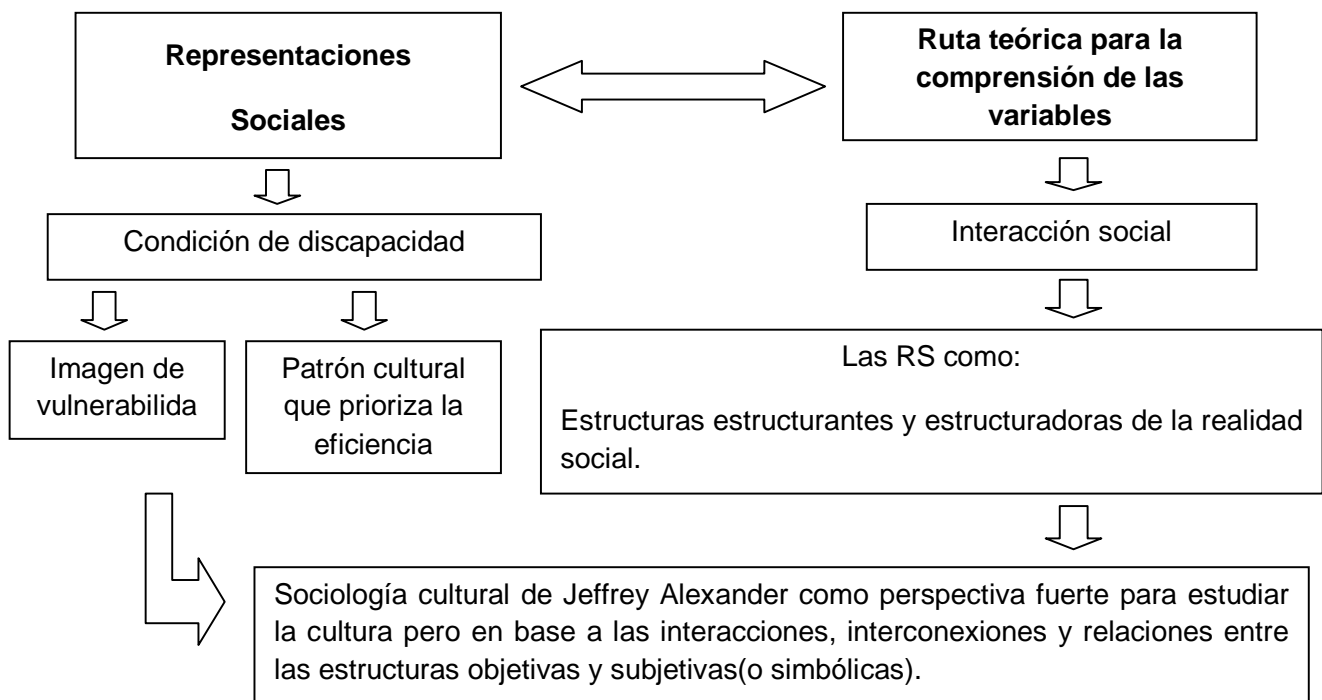 Representaciones
Sociales
Ruta teórica para la
comprensión de las
variables
Condición de discapacidad
Interacción social
Imagen de
vulnerabilida
Patrón cultural
que prioriza la
eficiencia
Las RS como:
Estructuras estructurantes y estructuradoras de la realidad
social.
Sociología cultural de Jeffrey Alexander como perspectiva fuerte para estudiar
la cultura pero en base a las interacciones, interconexiones y relaciones entre
las estructuras objetivas y subjetivas(o simbólicas).